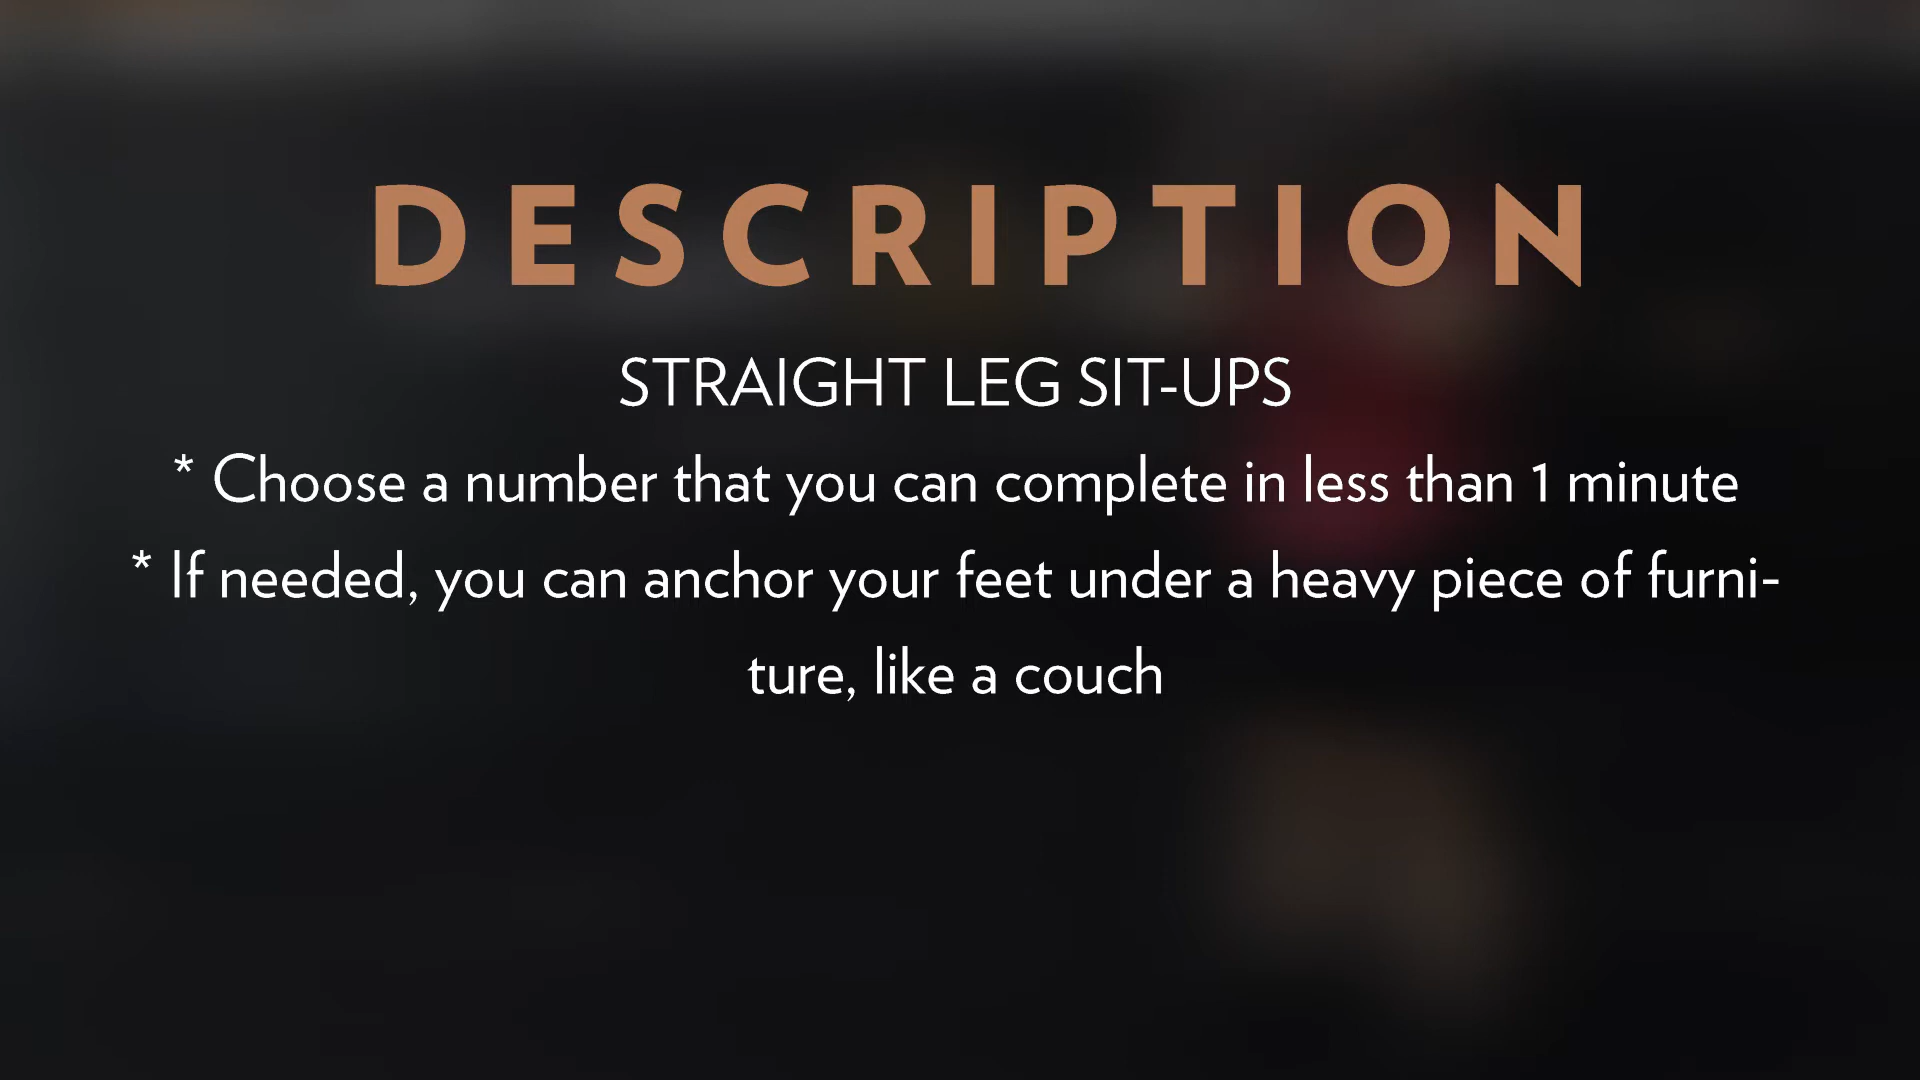 DESCRIPTION
STRAIGHT LEG SIT-UPS
* Choose a number that you can complete in less than 1 minute
* If needed, you can anchor your feet under a heavy piece of furni-
ture, like a couch